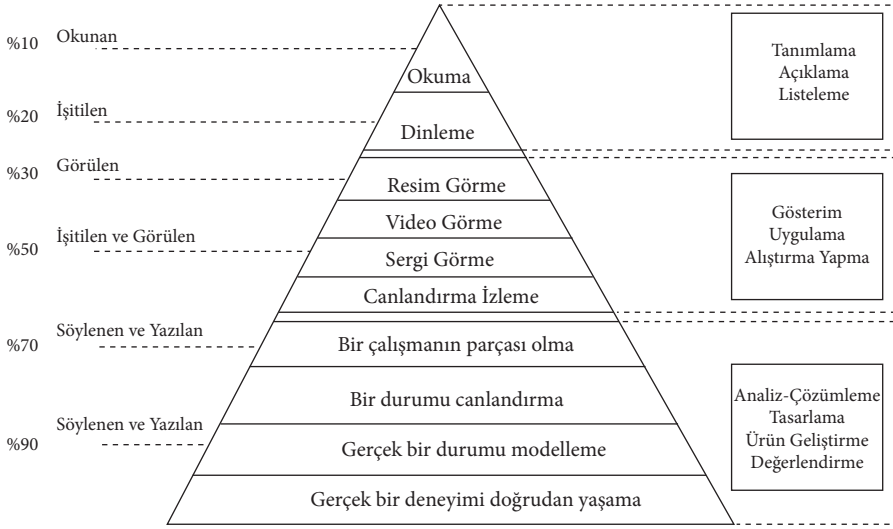 %10
Okunan
Okuma
Tanımlama
Açıklama
Listeleme
%20
İşitilen
Dinleme
%30
Görülen
Resim Görme
Video Görme
%50
İşitilen ve Görülen
Sergi Görme
Canlandırma İzleme
Gösterim
Uygulama
Alıştırma Yapma
%70
Söylenen ve Yazılan
Bir çalışmanın parçası olma
Bir durumu canlandırma
%90
Söylenen ve Yazılan
Gerçek bir durumu modelleme
Gerçek bir deneyimi doğrudan yaşama
Analiz-Çözümleme
Tasarlama
Ürün Geliştirme
Değerlendirme